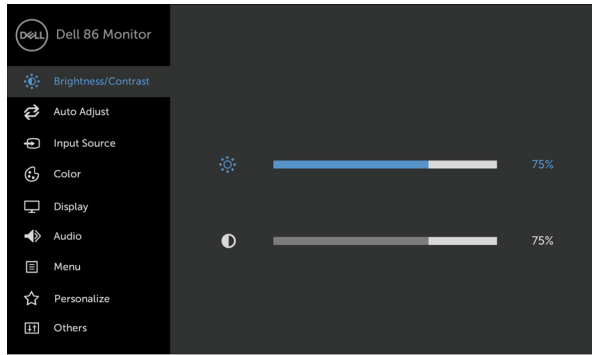 DELL Dell 86 Monitor
Brightness/Contrast
Auto Adjust
Input Source
Color
75%
Display
Audio
75%
Menu
Personalize
Others